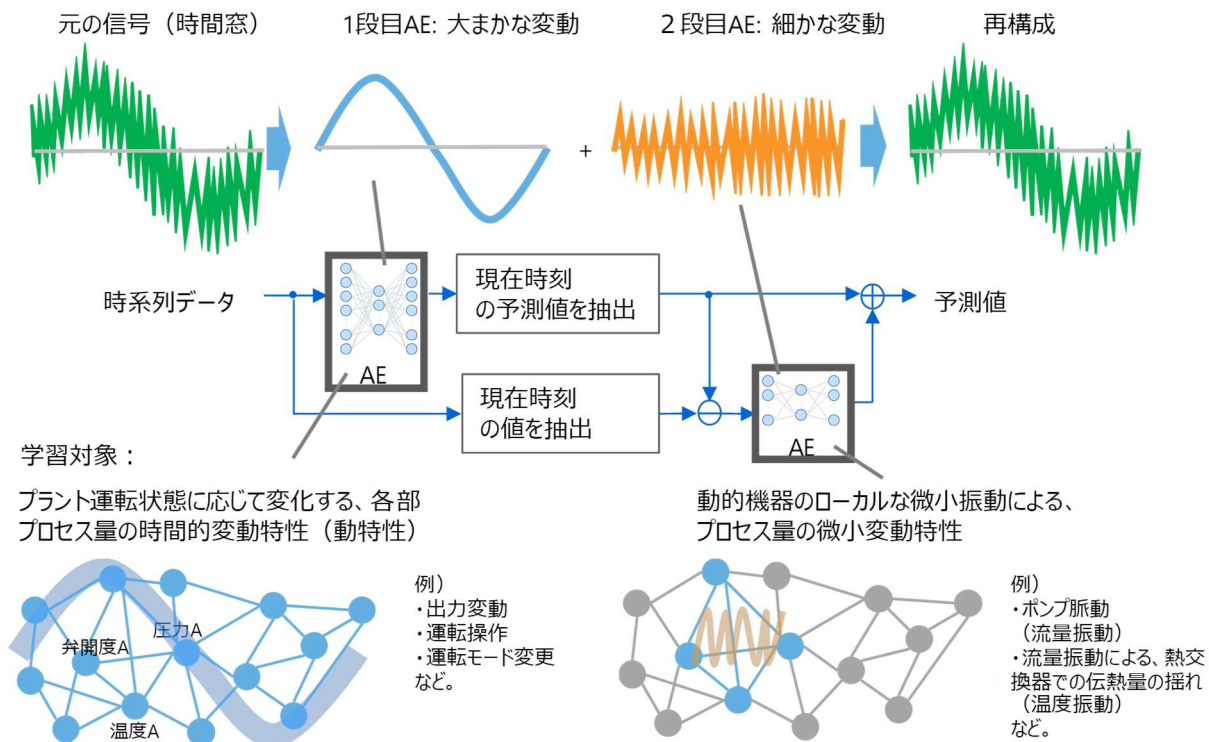 元の信号（時間窓）
1段目AE: 大まかな変動
２段目AE: 細かな変動
再構成
+
時系列データ
AE
現在時刻
の予測値を抽出
予測値
現在時刻
の値を抽出
AE
学習対象：
プラント運転状態に応じて変化する、各部
プロセス量の時間的変動特性（動特性）
動的機器のローカルな微小振動による、
プロセス量の微小変動特性
弁開度A
圧力A
温度A
例）
・出力変動
・運転操作
・運転モード変更
など。
例）
・ポンプ脈動
（流量振動）
・流量振動による、熱交
換器での伝熱量の揺れ
（温度振動）
など。